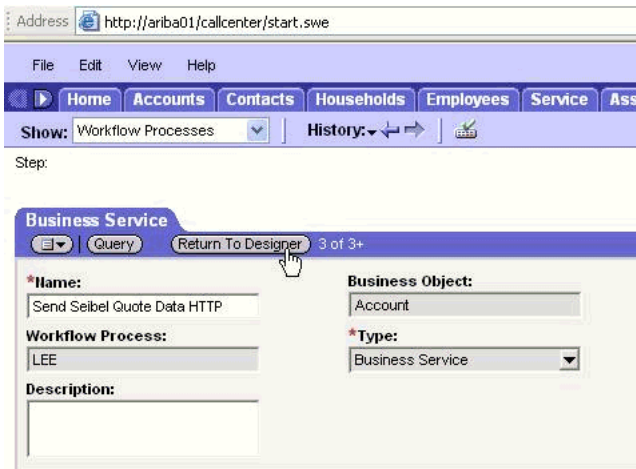 Address http://ariba01/callcenter/start.swe
File Edit View Help
Home Accounts Contacts Households Employees Service Ass
Show: Workflow Processes History:
Step:
Business Service
Query Return To Designer 3 of 3+
*Name: Business Object:
Send Seibel Quote Data HTTP Account
Workflow Process: *Type:
LEE Business Service
Description: